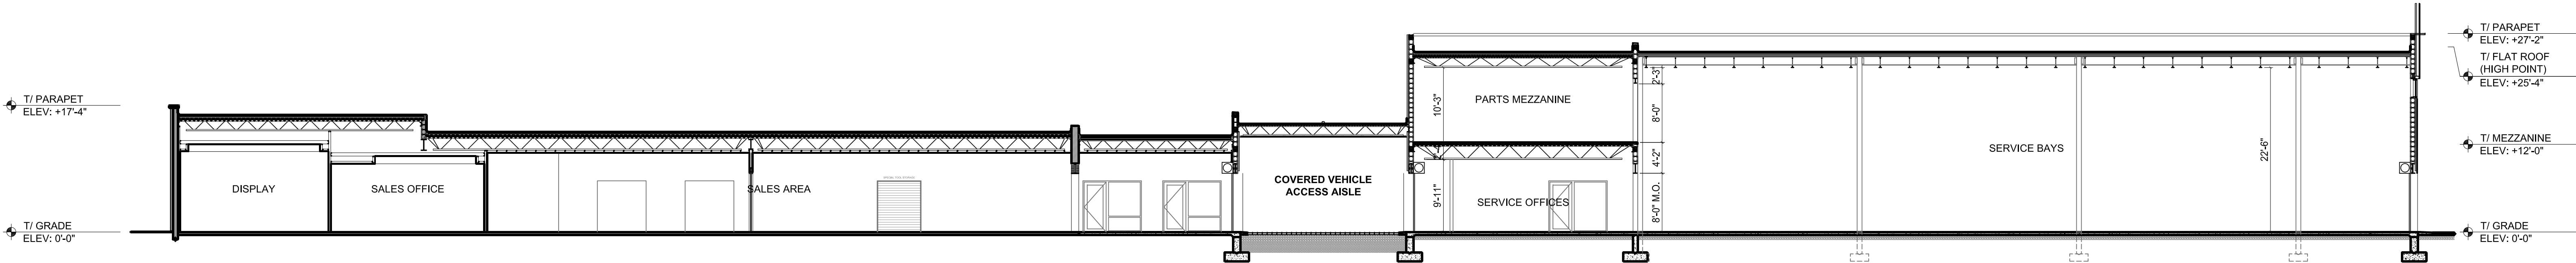 T/ PARAPET
ELEV: +17'-4"
T/ GRADE
ELEV: 0'-0"
DISPLAY
SALES OFFICE
SALES AREA
COVERED VEHICLE
ACCESS AISLE
PARTS MEZZANINE
SERVICE OFFICES
10'-3"
9'-11"
2'-3"
8'-0"
4'-2"
8'-0" M.O.
SERVICE BAYS
22'-6"
T/ PARAPET
ELEV: +27'-2"
T/ FLAT ROOF
(HIGH POINT)
ELEV: +25'-4"
T/ MEZZANINE
ELEV: +12'-0"
T/ GRADE
ELEV: 0'-0"